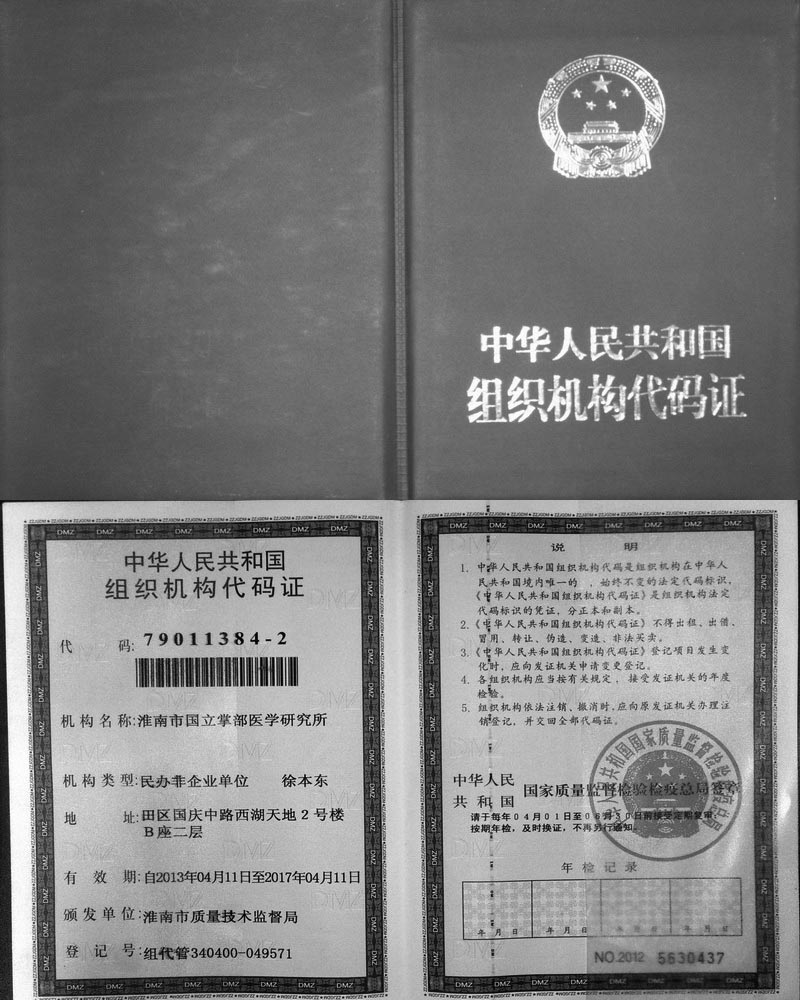 中华人民共和国
组织机构代码证
中华人民共和国
组织机构代码证
代 码: 79011384-2
机构名称:淮南市国立掌部医学研究所
机构类型:民办菲企业单位 徐本东
地 址:田区国庆中路西湖天地2号楼
B座二层
有 效 期:自2013年04月11日至2017年04月11日
颁发单位:淮南市质量技术监督局
登 记 号:组代管340400-049571
说 明
1. 中华人民共和国组织机构代码是组织机构在中华人
民共和国境内唯一的 ,始终不变的法定代码标识,
《中华人民共和国组织机构代码证》是组织机构法定
代码标识的凭证,分正本和副本。
2.《中华人民共和国组织机构代码证》不得出租、出借、
冒用、转让、伪造、变造、非法买卖。
3.《中华人民共和国组织机构代码证》登记项目发生变
化时,应向发证机关申请变更登记。
4. 各组织机构应当按有关规定,接受发证机关的年度
检验。
5. 组织机构依法注销、撤消时,应向原发证机关办理注
销登记,并交回全部代码证。
中华人民
共和国 国家质量监督检验检疫总局签章
请于每年04月01日至06月30日前接受定期复审,
按期年检,及时换证,不再另行通知。
年检记录
年 月 日 年 月 日 年 月 日 年 月 日
NO.2012 5630437